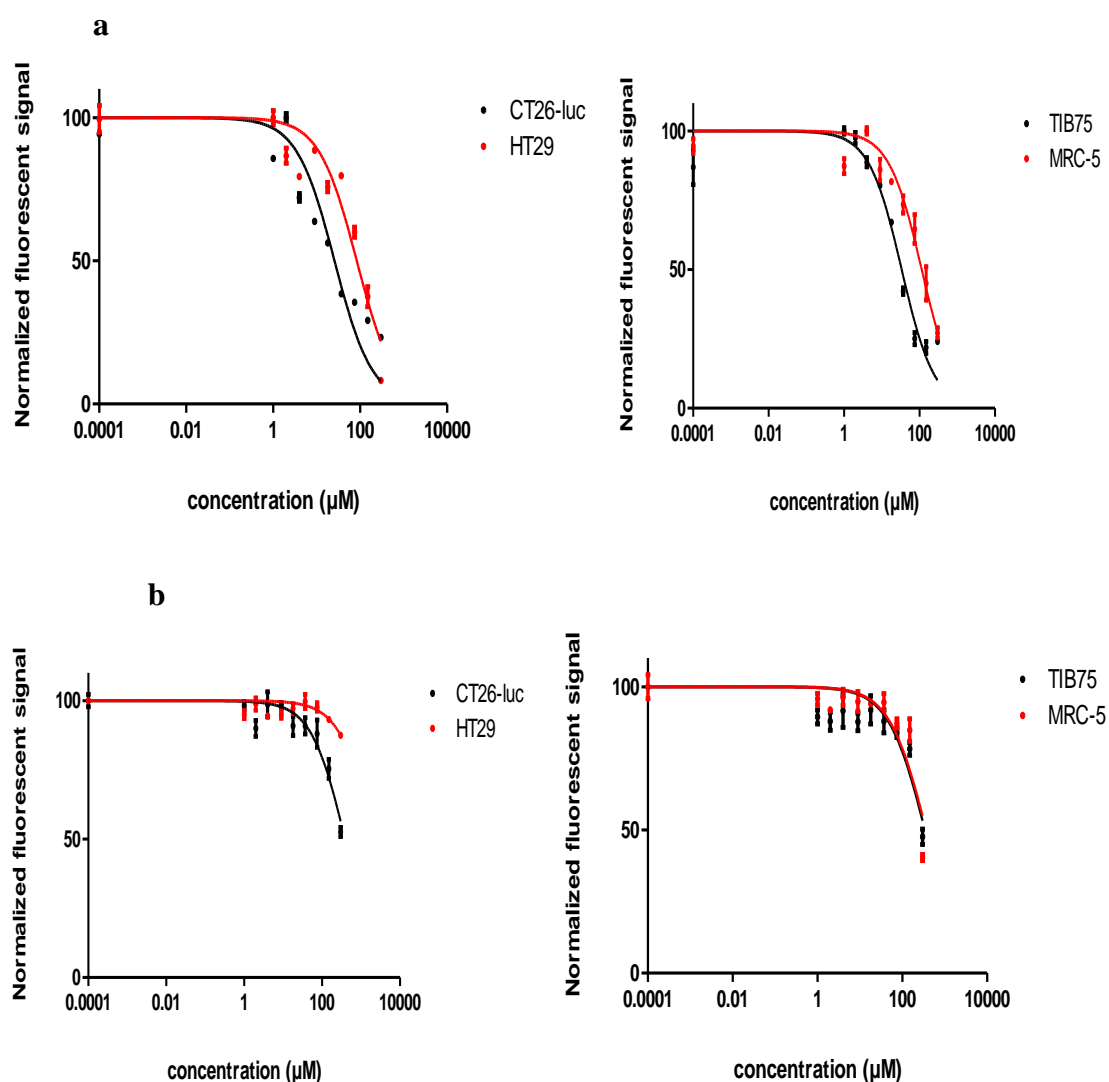 a
Normalized fluorescent signal
100
50
0
0.0001 0.01 1 100 10000
concentration (µM)
CT26-luc
HT29
Normalized fluorescent signal
100
50
0
0.0001 0.01 1 100 10000
concentration (µM)
TIB75
MRC-5
b
Normalized fluorescent signal
100
50
0
0.0001 0.01 1 100 10000
concentration (µM)
CT26-luc
HT29
Normalized fluorescent signal
100
50
0
0.0001 0.01 1 100 10000
concentration (µM)
TIB75
MRC-5